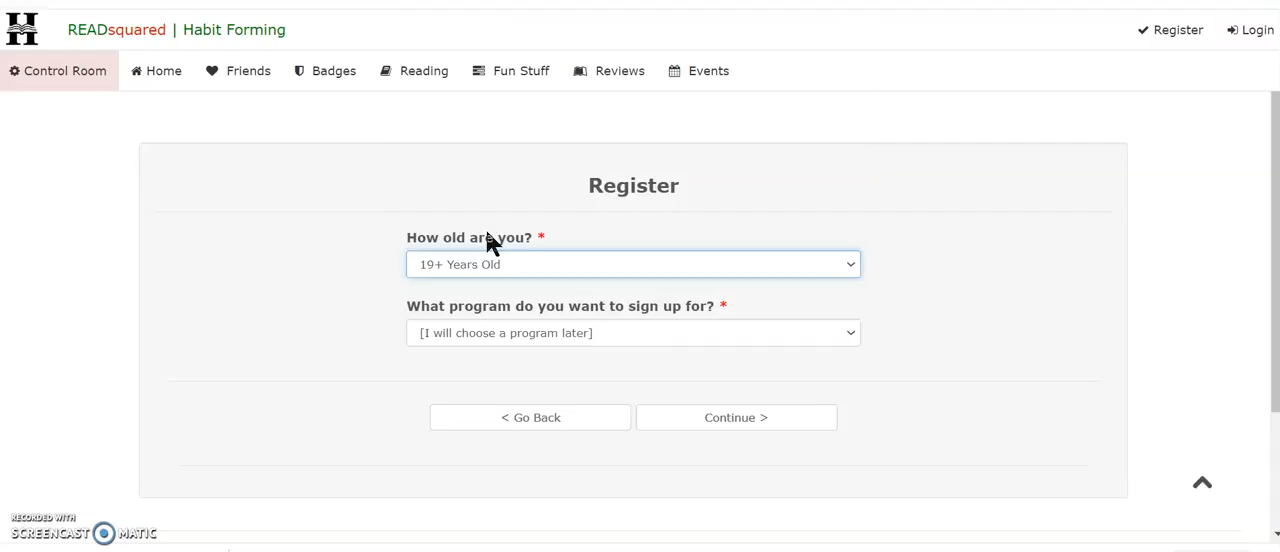 READsquared | Habit Forming
Register
Login
Control Room
Home
Friends
Badges
Reading
Fun Stuff
Reviews
Events
Register
How old are you? *
19+ Years Old
What program do you want to sign up for? *
[I will choose a program later]
< Go Back
Continue >
RECORDED WITH
SCREENCAST MATIC